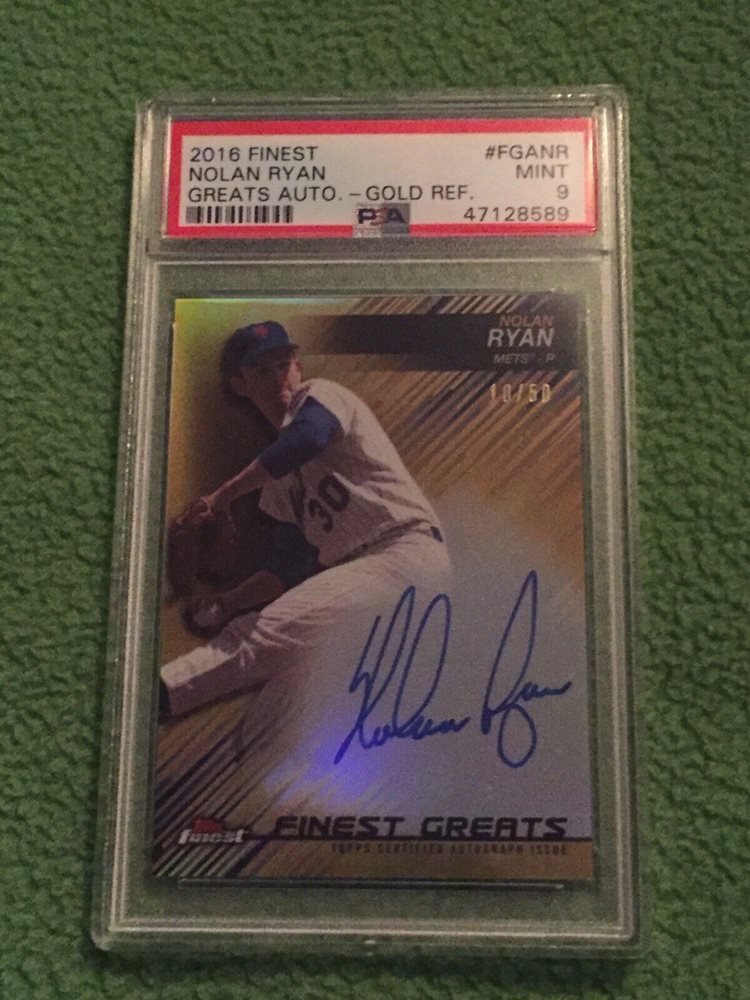 2016 FINEST #FGANR
NOLAN RYAN MINT
GREATS AUTO. – GOLD REF. 9
PSA 47128589
NOLAN
RYAN
METS® - P
10/50
30
Nolan Ryan
Topps finest
FINEST GREATS
TOPPS CERTIFIED AUTOGRAPH ISSUE